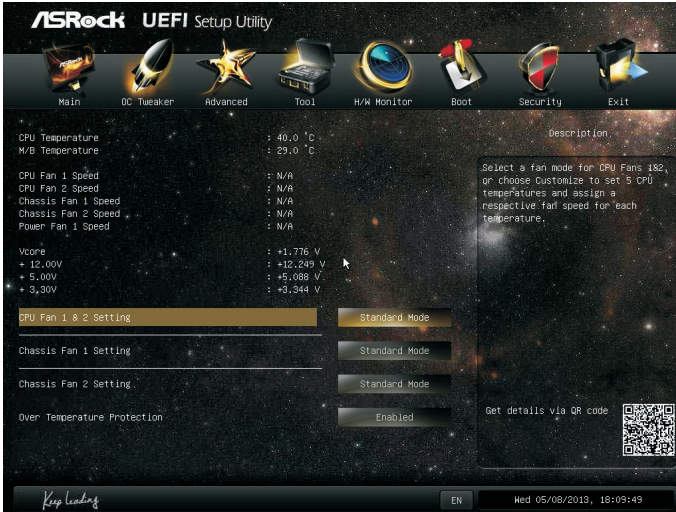 ASRock UEFI Setup Utility
Main OC Tweaker Advanced Tool H/W Monitor Boot Security Exit
CPU Temperature : 40.0 °C
M/B Temperature : 29.0 °C
CPU Fan 1 Speed : N/A
CPU Fan 2 Speed : N/A
Chassis Fan 1 Speed : N/A
Chassis Fan 2 Speed : N/A
Power Fan 1 Speed : N/A
Vcore : +1.776 V
+ 12.00V : +12.249 V
+ 5.00V : +5.088 V
+ 3.30V : +3.344 V
CPU Fan 1 & 2 Setting Standard Mode
Chassis Fan 1 Setting Standard Mode
Chassis Fan 2 Setting Standard Mode
Over Temperature Protection Enabled
Description
Select a fan mode for CPU Fans 1&2,
or choose Customize to set 5 CPU
temperatures and assign a
respective fan speed for each
temperature.
Get details via QR code
Keep Leading
EN
Wed 05/08/2013, 18:09:49